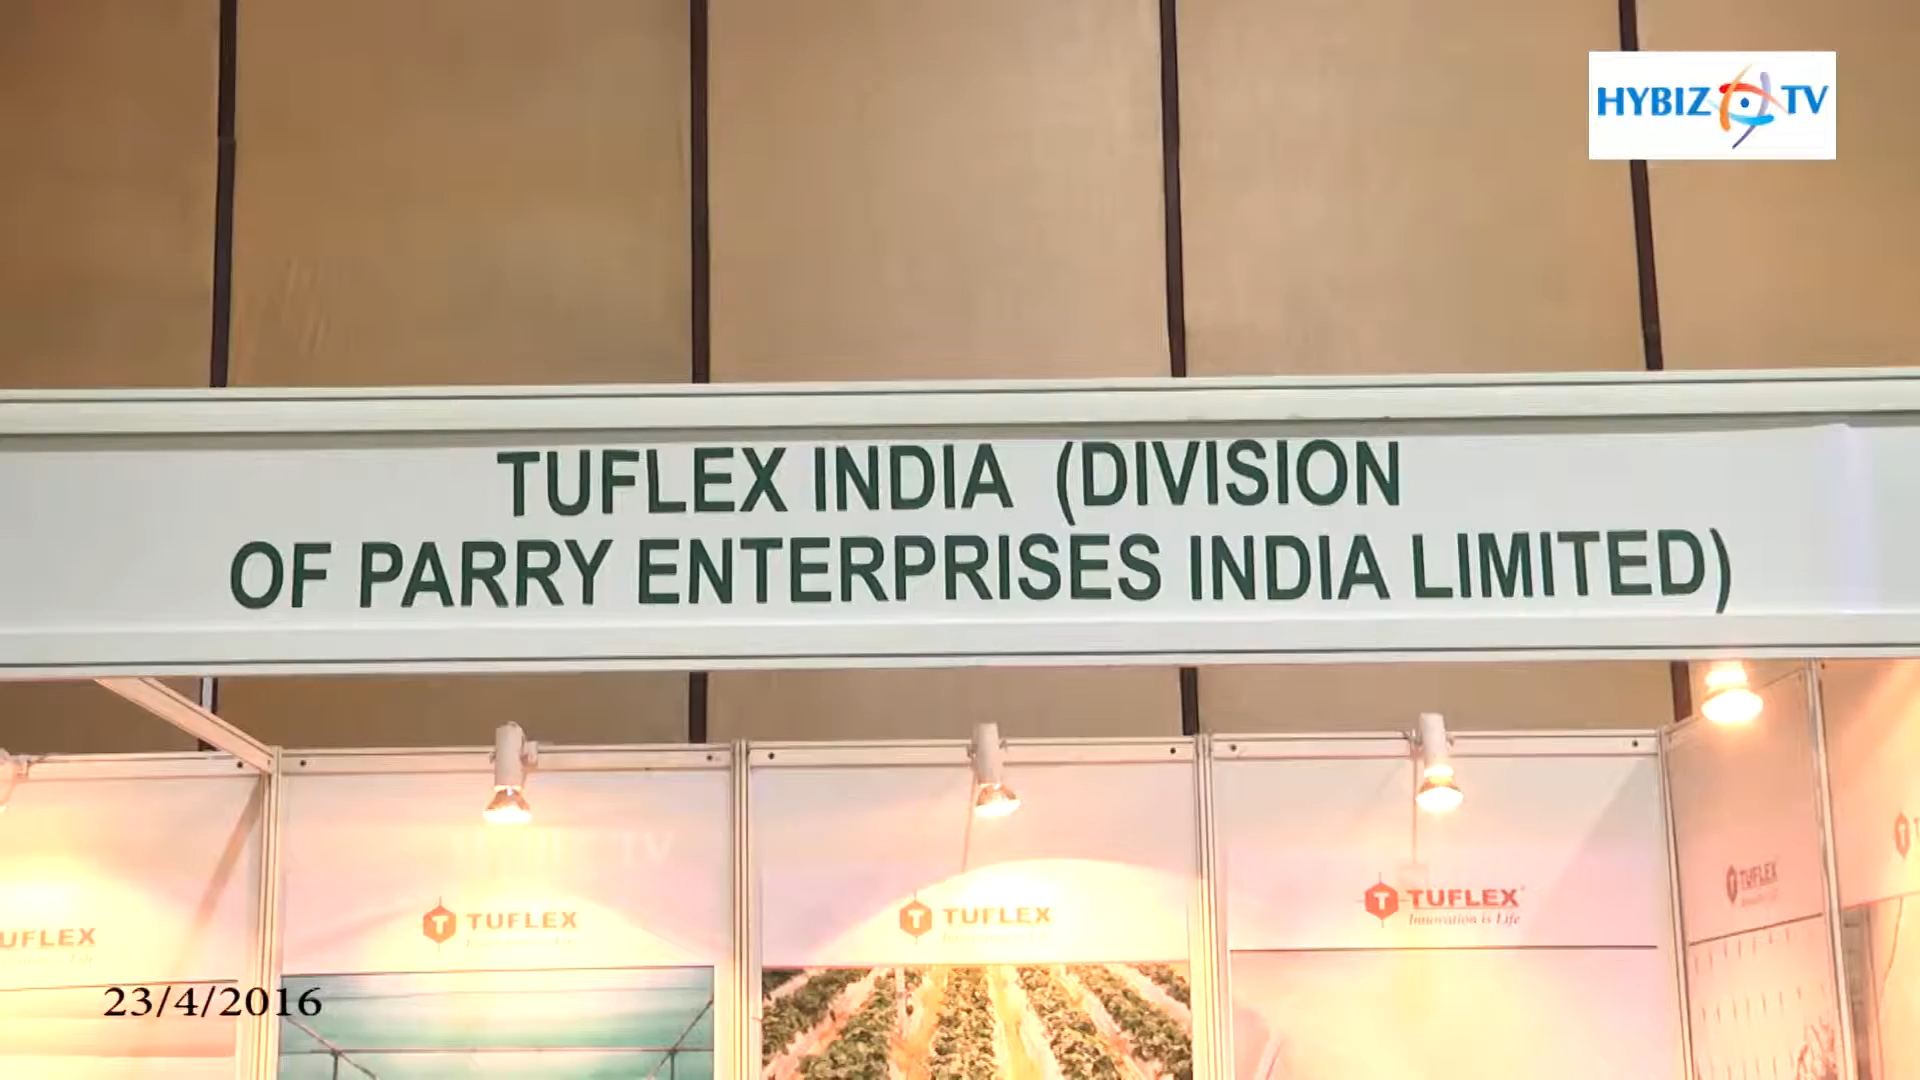 HYBIZ TV
TUFLEX INDIA (DIVISION
OF PARRY ENTERPRISES INDIA LIMITED)
TUFLEX
TUFLEX
TUFLEX
Innovation is Life
TUFLEX
UFLEX
23/4/2016